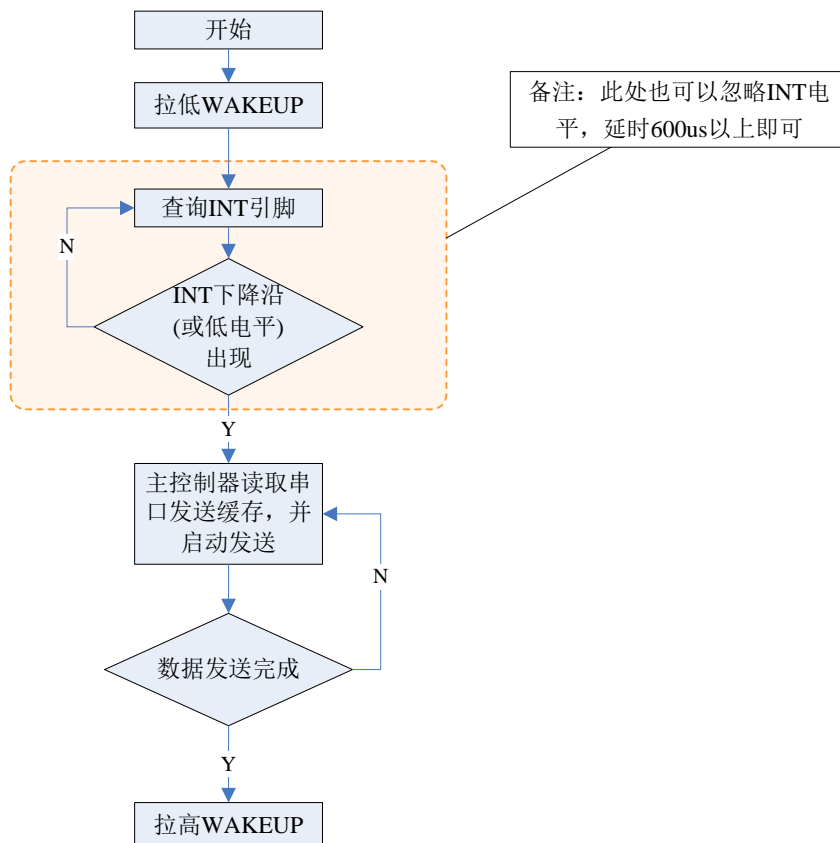 开始
拉低WAKEUP
备注：此处也可以忽略INT电
平，延时600us以上即可
查询INT引脚
N
INT下降沿
(或低电平)
出现
Y
主控制器读取串
口发送缓存，并
启动发送
N
数据发送完成
Y
拉高WAKEUP